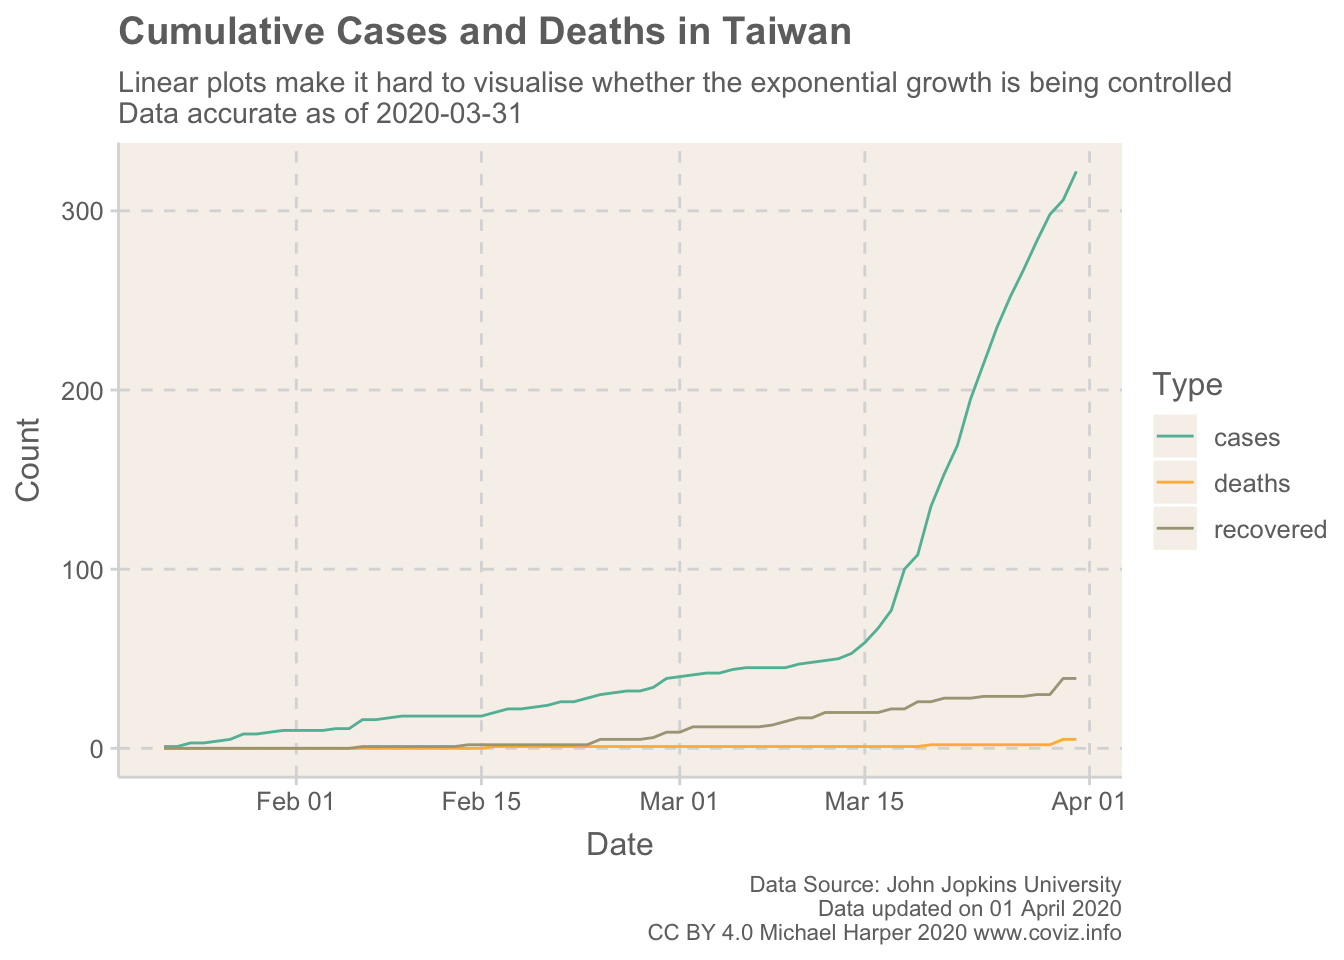 Cumulative Cases and Deaths in Taiwan
Linear plots make it hard to visualise whether the exponential growth is being controlled
Data accurate as of 2020-03-31
300
200
100
0
Count
Feb 01
Feb 15
Mar 01
Mar 15
Apr 01
Date
Type
cases
deaths
recovered
Data Source: John Jopkins University
Data updated on 01 April 2020
CC BY 4.0 Michael Harper 2020 www.coviz.info